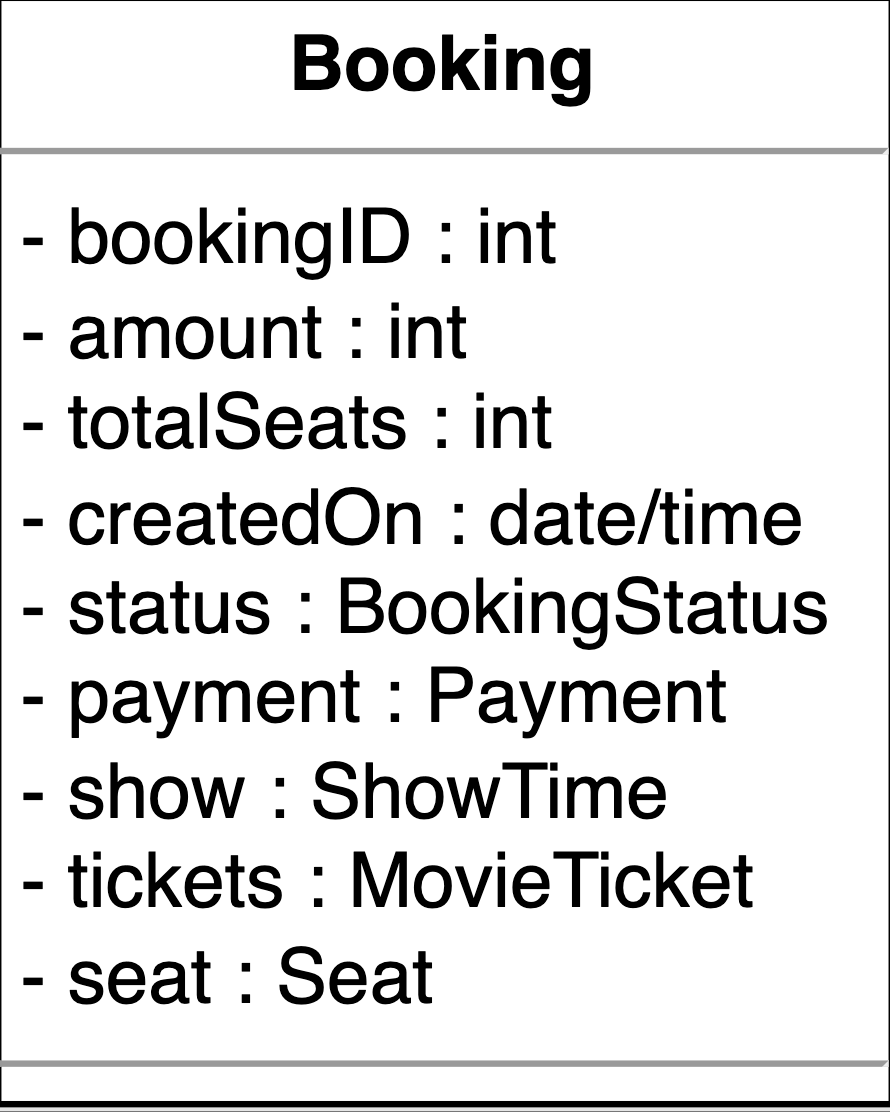 Booking
- bookingID : int
- amount : int
- totalSeats : int
- createdOn : date/time
- status : BookingStatus
- payment : Payment
- show : ShowTime
- tickets : MovieTicket
- seat : Seat